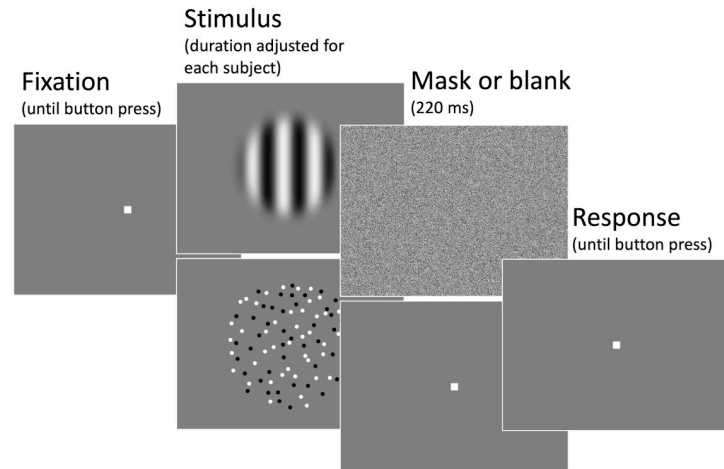 Fixation
(until button press)
Stimulus
(duration adjusted for
each subject)
Mask or blank
(220 ms)
Response
(until button press)